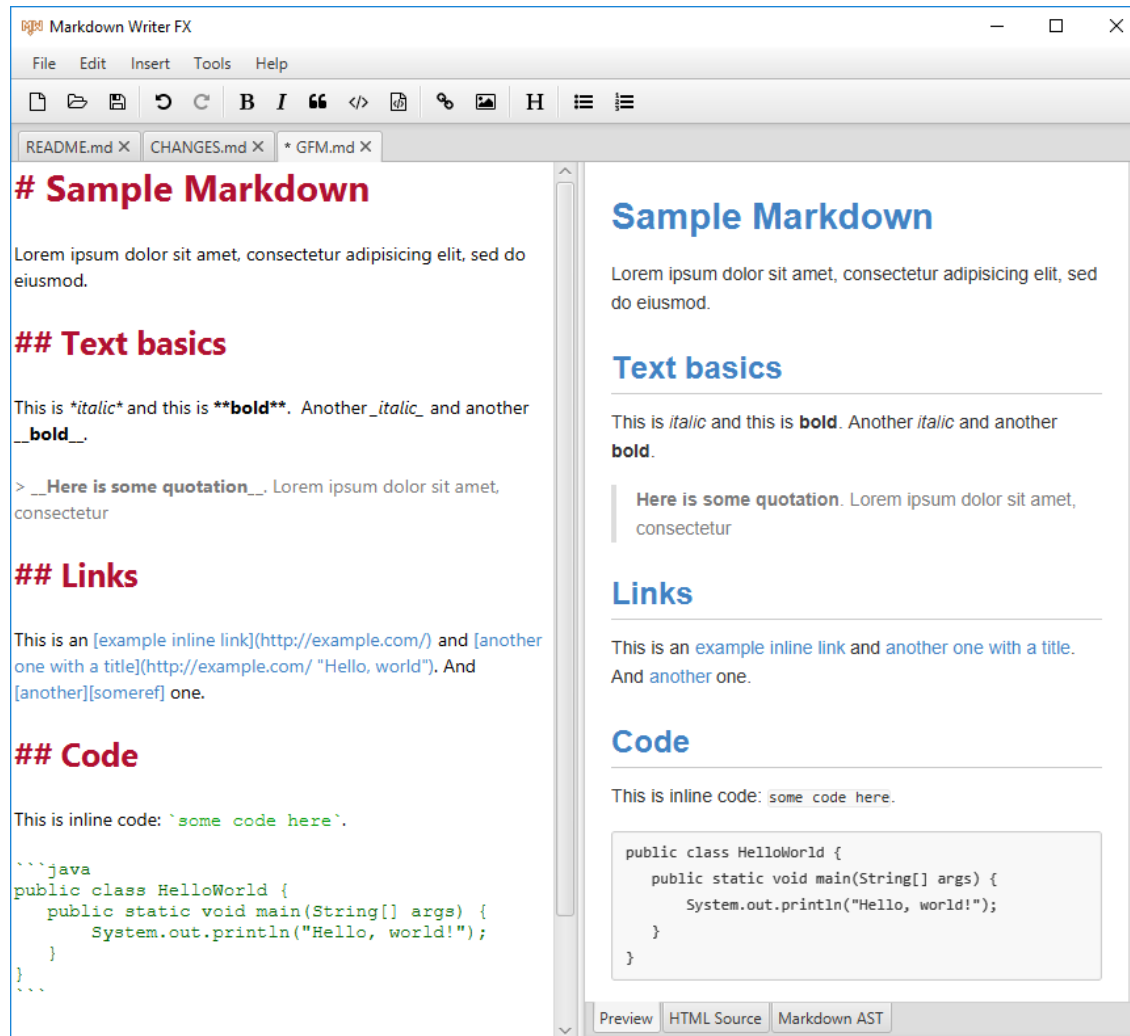 Markdown Writer FX
File Edit Insert Tools Help
B I H
README.md CHANGES.md * GFM.md
# Sample Markdown
Lorem ipsum dolor sit amet, consectetur adipisicing elit, sed do
eiusmod.
## Text basics
This is *italic* and this is **bold**.  Another _italic_ and another
__bold__.
> __Here is some quotation__. Lorem ipsum dolor sit amet,
consectetur
## Links
This is an [example inline link](http://example.com/) and [another
one with a title](http://example.com/ "Hello, world"). And
[another][someref] one.
## Code
This is inline code: `some code here`.
```java
public class HelloWorld {
   public static void main(String[] args) {
       System.out.println("Hello, world!");
   }
}
```
Sample Markdown
Lorem ipsum dolor sit amet, consectetur adipisicing elit, sed
do eiusmod.
Text basics
This is italic and this is bold. Another italic and another
bold.
Here is some quotation. Lorem ipsum dolor sit amet,
consectetur
Links
This is an example inline link and another one with a title.
And another one.
Code
This is inline code: some code here.
public class HelloWorld {
   public static void main(String[] args) {
       System.out.println("Hello, world!");
   }
}
Preview HTML Source Markdown AST